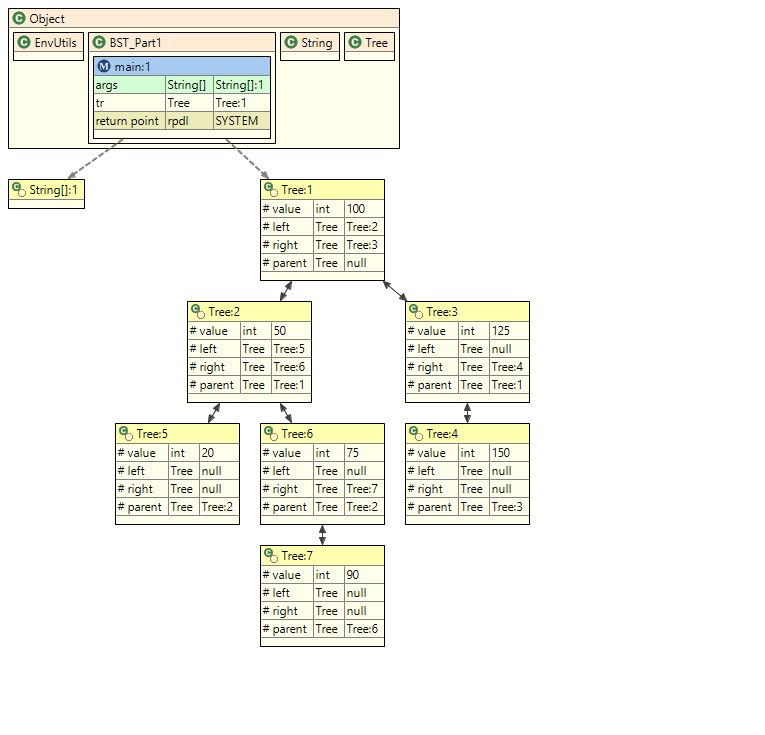 Object
EnvUtils BST_Part1 String Tree
main:1
args String[] String[]:1
tr Tree Tree:1
return point rpdl SYSTEM
String[]:1 Tree:1
# value int 100
# left Tree Tree:2
# right Tree Tree:3
# parent Tree null
Tree:2 Tree:3
# value int 50 # value int 125
# left Tree Tree:5 # left Tree null
# right Tree Tree:6 # right Tree Tree:4
# parent Tree Tree:1 # parent Tree Tree:1
Tree:5 Tree:6 Tree:4
# value int 20 # value int 75 # value int 150
# left Tree null # left Tree null # left Tree null
# right Tree null # right Tree Tree:7 # right Tree null
# parent Tree Tree:2 # parent Tree Tree:2 # parent Tree Tree:3
Tree:7
# value int 90
# left Tree null
# right Tree null
# parent Tree Tree:6